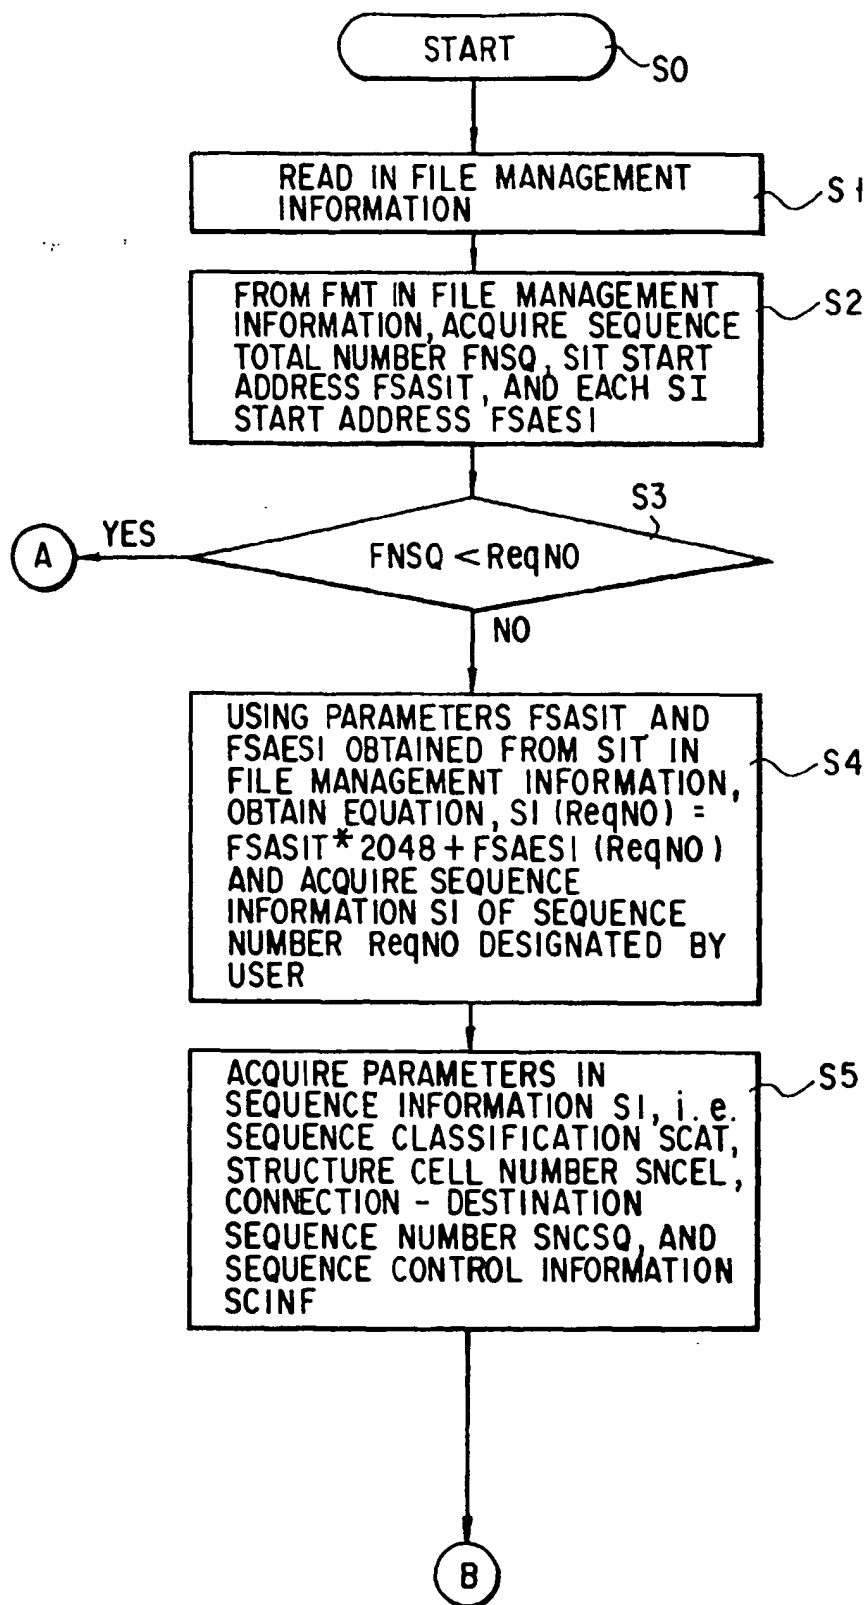 START
S0
READ IN FILE MANAGEMENT
INFORMATION
S1
FROM FMT IN FILE MANAGEMENT
INFORMATION, ACQUIRE SEQUENCE
TOTAL NUMBER FNSQ, SIT START
ADDRESS FSASIT, AND EACH SI
START ADDRESS FSAESI
S2
S3
FNSQ < ReqNO
YES
A
NO
USING PARAMETERS FSASIT AND
FSAESI OBTAINED FROM SIT IN
FILE MANAGEMENT INFORMATION,
OBTAIN EQUATION, SI (ReqNO) =
FSASIT * 2048 + FSAESI (ReqNO)
AND ACQUIRE SEQUENCE
INFORMATION SI OF SEQUENCE
NUMBER ReqNO DESIGNATED BY
USER
S4
ACQUIRE PARAMETERS IN
SEQUENCE INFORMATION SI, i.e.
SEQUENCE CLASSIFICATION SCAT,
STRUCTURE CELL NUMBER SNCEL,
CONNECTION - DESTINATION
SEQUENCE NUMBER SNCSQ, AND
SEQUENCE CONTROL INFORMATION
SCINF
S5
B